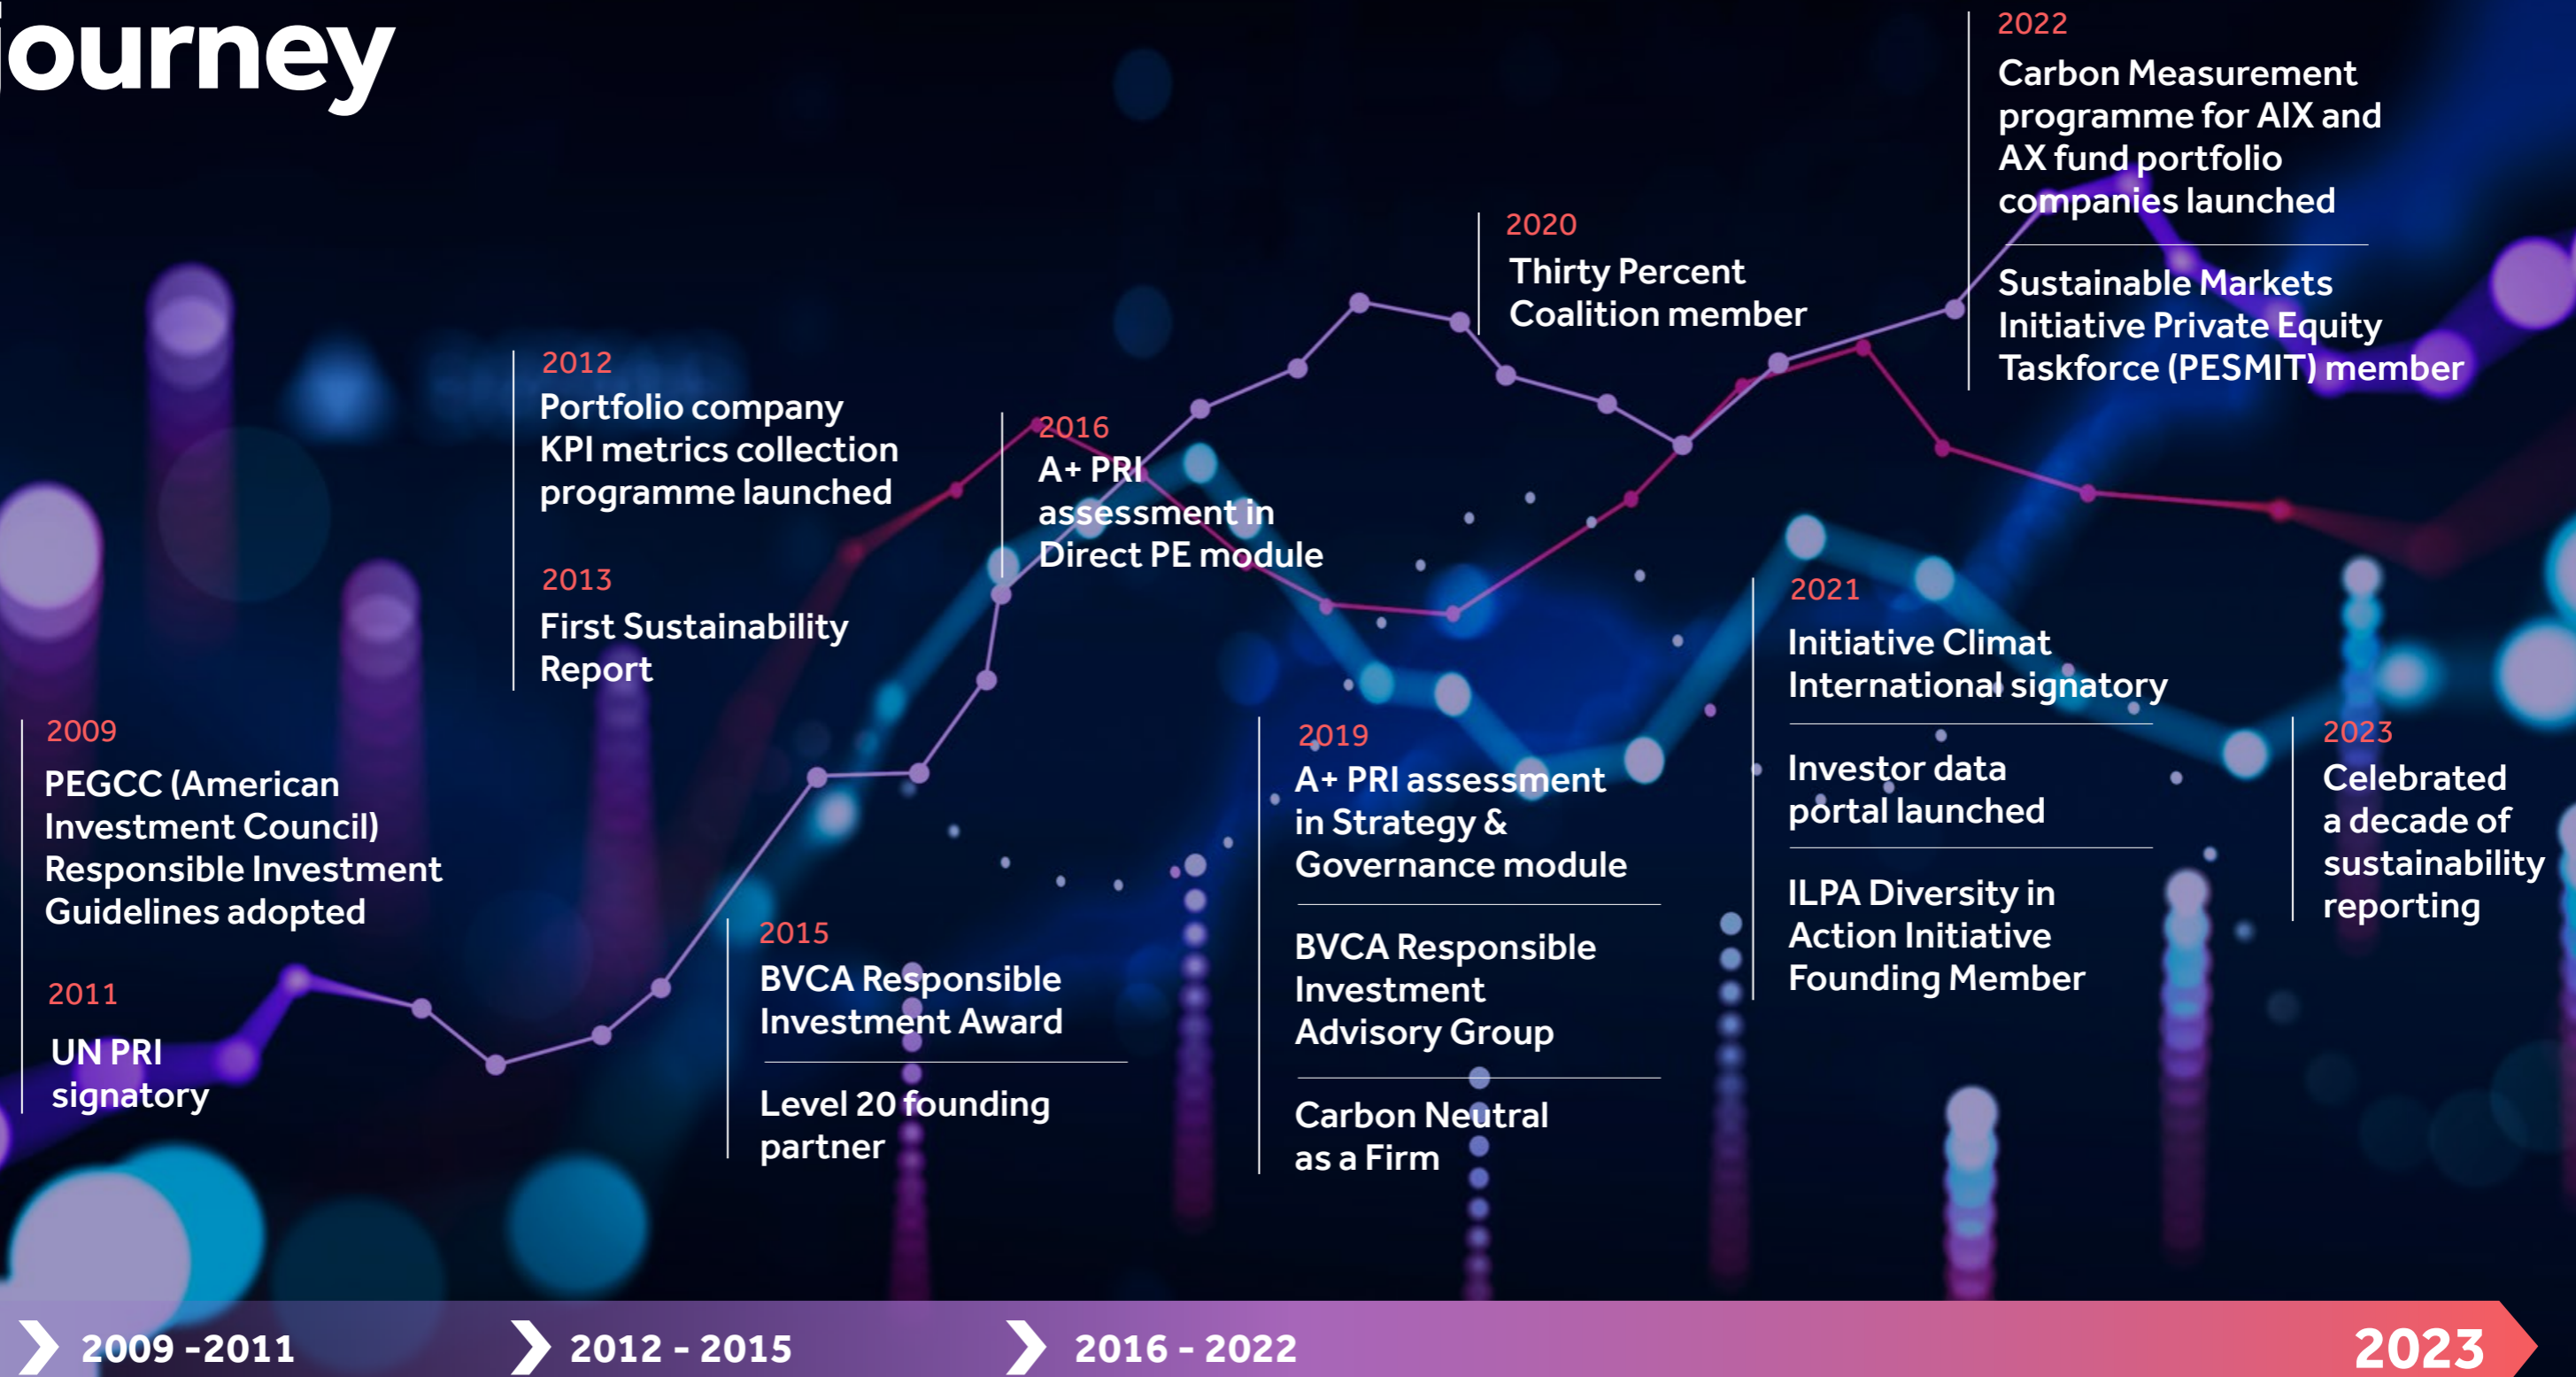 journey
2009
PEGCC (American
Investment Council)
Responsible Investment
Guidelines adopted
2011
UN PRI
signatory
2012
Portfolio company
KPI metrics collection
programme launched
2013
First Sustainability
Report
2015
BVCA Responsible
Investment Award
Level 20 founding
partner
2016
A+ PRI
assessment in
Direct PE module
2019
A+ PRI assessment
in Strategy &
Governance module
BVCA Responsible
Investment
Advisory Group
Carbon Neutral
as a Firm
2020
Thirty Percent
Coalition member
2021
Initiative Climat
International signatory
Investor data
portal launched
ILPA Diversity in
Action Initiative
Founding Member
2022
Carbon Measurement
programme for AIX and
AX fund portfolio
companies launched
Sustainable Markets
Initiative Private Equity
Taskforce (PESMIT) member
2023
Celebrated
a decade of
sustainability
reporting
2009 -2011
2012 - 2015
2016 - 2022
2023